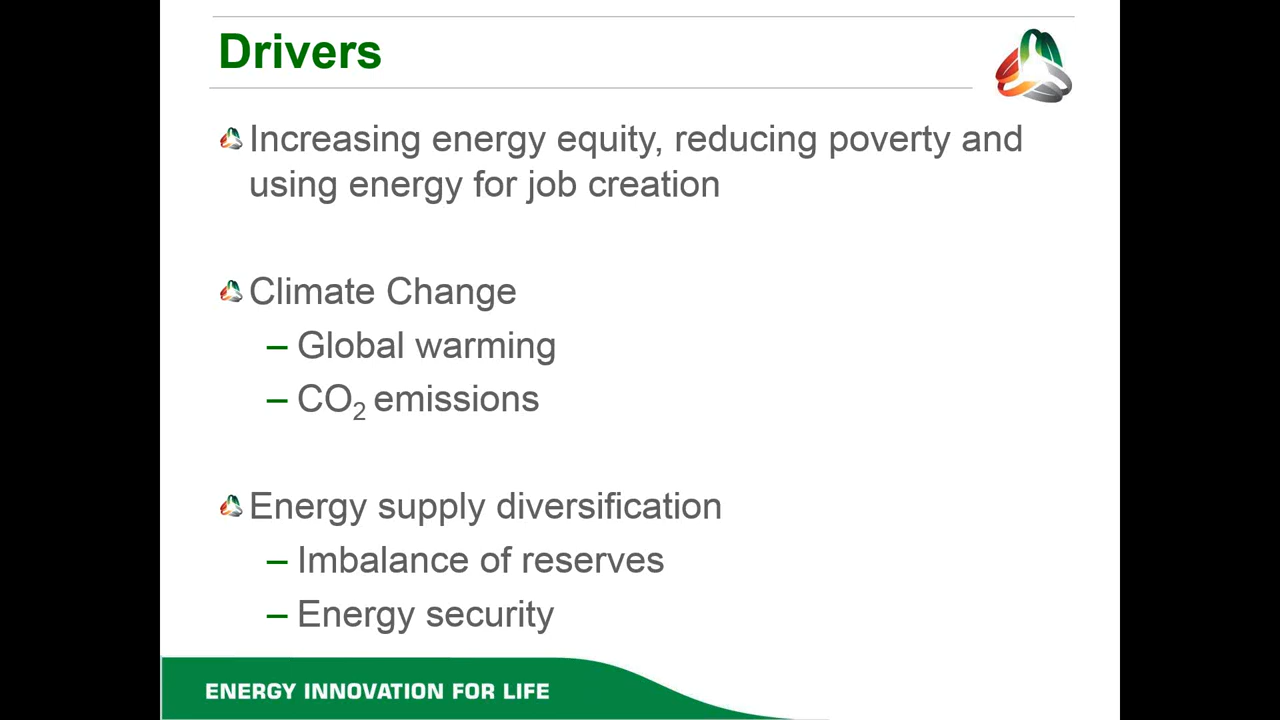 Drivers
Increasing energy equity, reducing poverty and
using energy for job creation
Climate Change
– Global warming
– CO₂ emissions
Energy supply diversification
– Imbalance of reserves
– Energy security
ENERGY INNOVATION FOR LIFE